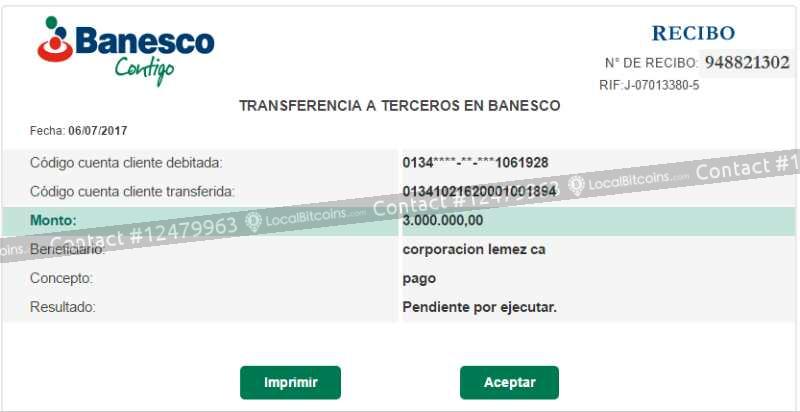 Banesco
Contigo
RECIBO
N° DE RECIBO: 948821302
RIF:J-07013380-5
TRANSFERENCIA A TERCEROS EN BANESCO
Fecha: 06/07/2017
Código cuenta cliente debitada: 0134****-**-***1061928
Código cuenta cliente transferida: 01341021620001001894
Monto: 3.000.000,00
Beneficiario: corporacion lemez ca
Concepto: pago
Resultado: Pendiente por ejecutar.
Imprimir Aceptar
oins. Contact #12479963 LocalBitcoins. Contact #12479963 LocalBitcoins. Contact #1